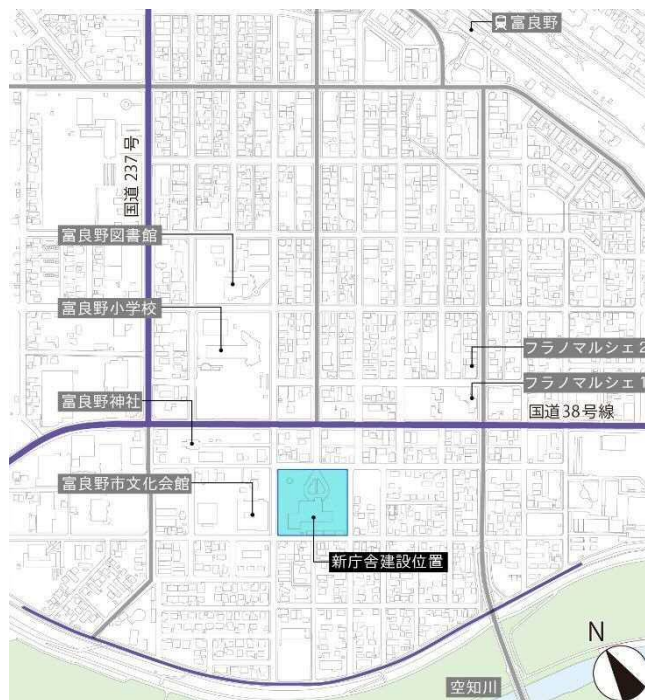 富良野
国道 237 号
富良野図書館
富良野小学校
フラノマルシェ 2
フラノマルシェ 1
富良野神社
国道38号線
富良野市文化会館
新庁舎建設位置
N
空知川